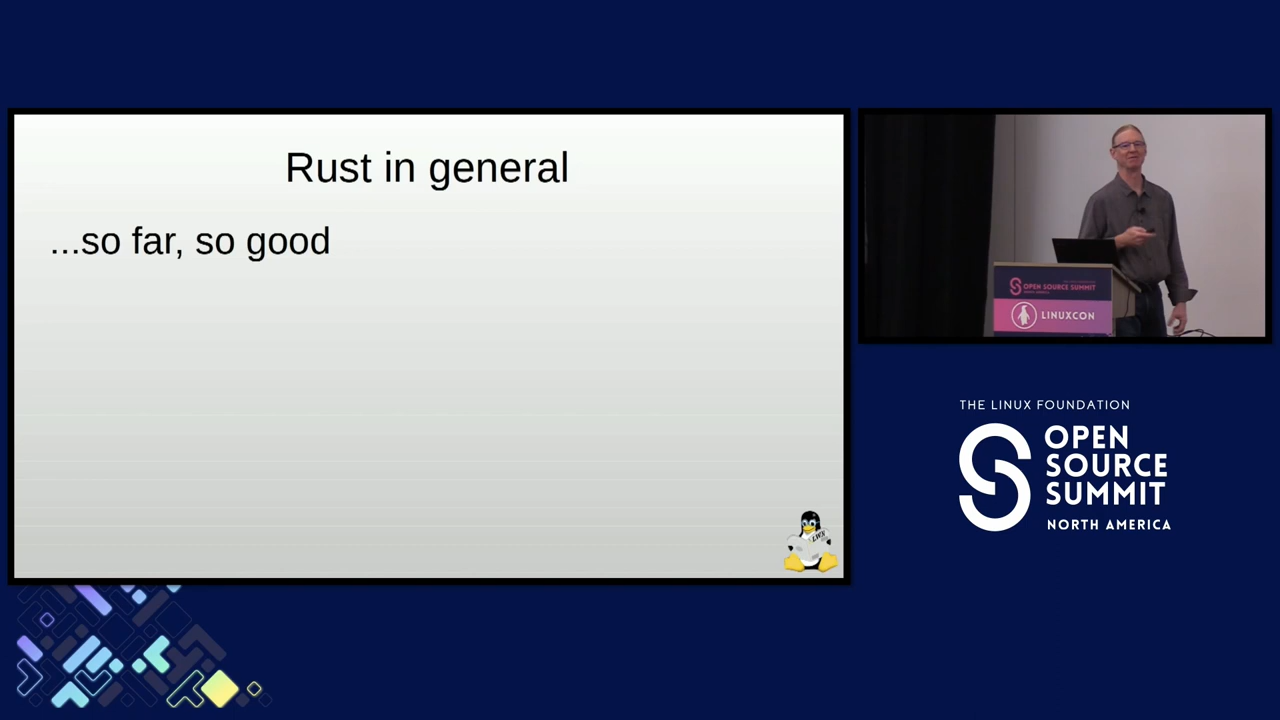 Rust in general
...so far, so good
LWN
OPEN SOURCE SUMMIT
LINUXCON
THE LINUX FOUNDATION
OPEN
SOURCE
SUMMIT
NORTH AMERICA